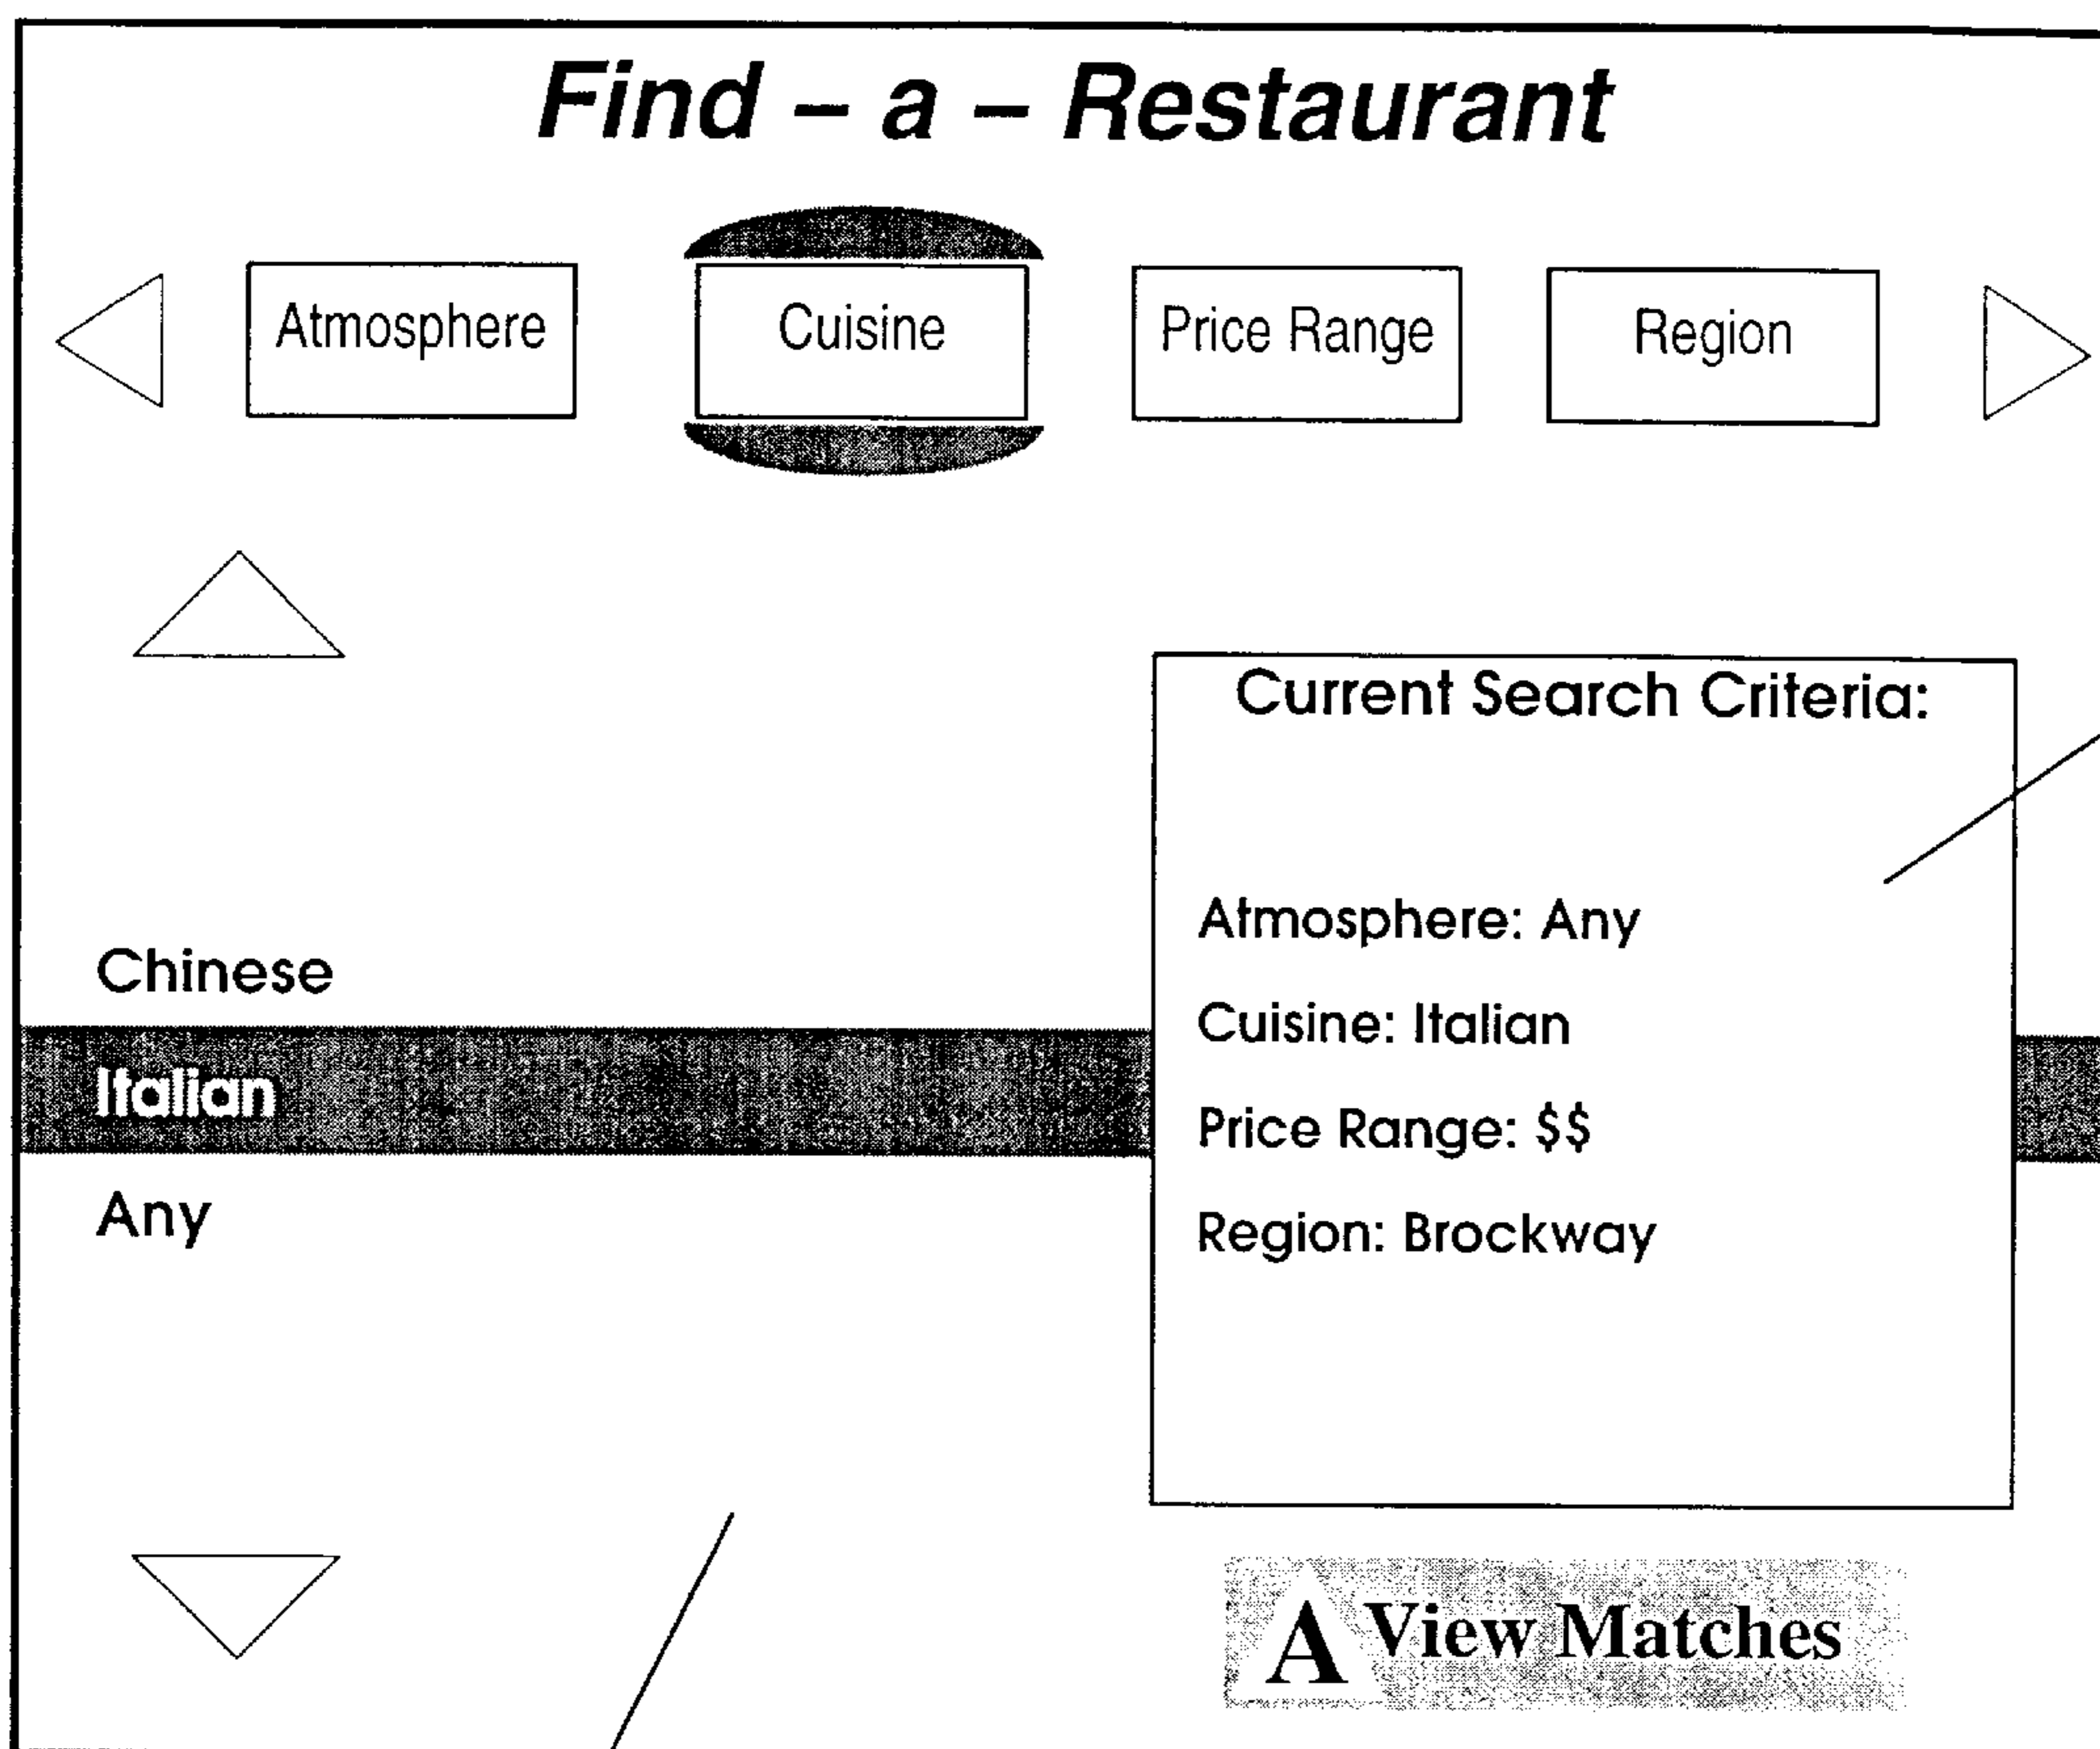 Find – a – Restaurant
Atmosphere
Cuisine
Price Range
Region
Current Search Criteria:
Atmosphere: Any
Cuisine: Italian
Price Range: $$
Region: Brockway
Chinese
Italian
Any
A View Matches